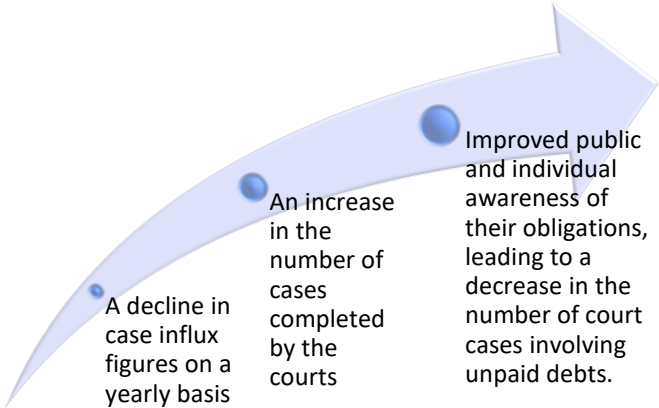 A decline in
case influx
figures on a
yearly basis
An increase
in the
number of
cases
completed
by the
courts
Improved public
and individual
awareness of
their obligations,
leading to a
decrease in the
number of court
cases involving
unpaid debts.